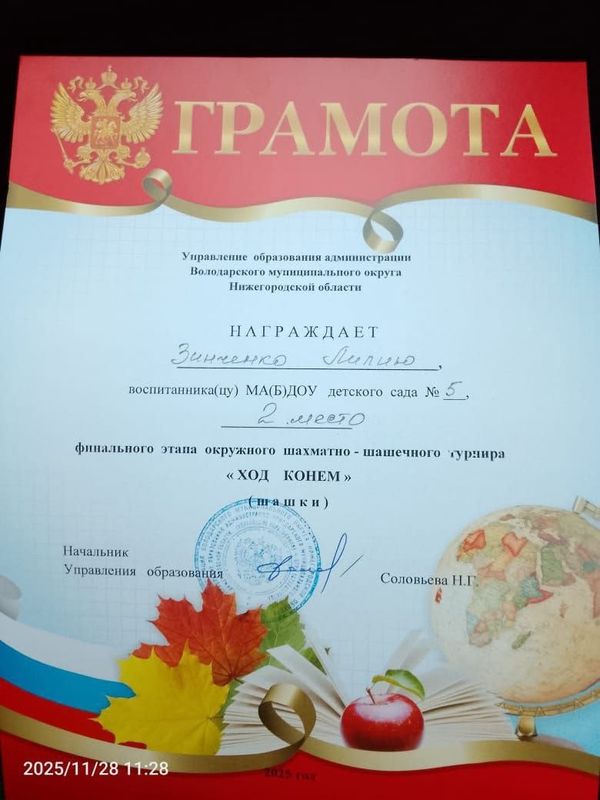 ГРАМОТА
Управление образования администрации
Володарского муниципального округа
Нижегородской области
НАГРАЖДАЕТ
Зинченко Лилию,
воспитанника(цу) МА(Б)ДОУ детского сада № 5,
2 место
финального этапа окружного шахматно - шашечного турнира
« ХОД КОНЕМ »
( шашки )
Начальник
Управления образования
Соловьева Н.Г.
2025 год
2025/11/28 11:28